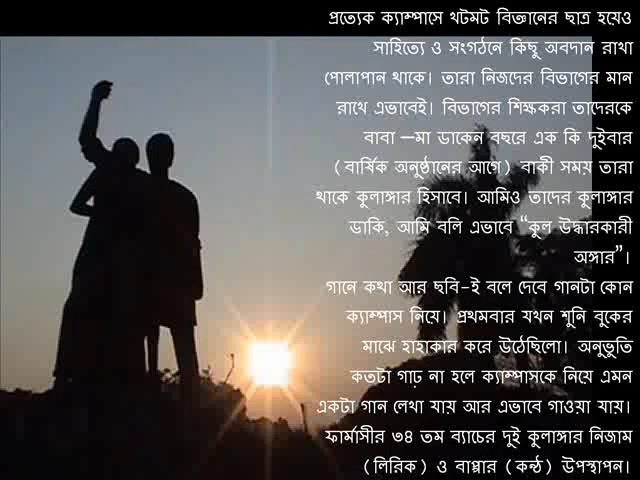 প্রত্যেক ক্যাম্পাসে খটমট বিজ্ঞানের ছাত্র হয়েও
সাহিত্যে ও সংগঠনে কিছু অবদান রাখা
পোলাপান থাকে। তারা নিজদের বিভাগের মান
রাখে এভাবেই। বিভাগের শিক্ষকরা তাদেরকে
বাবা –মা ডাকেন বছরে এক কি দুইবার
(বার্ষিক অনুষ্ঠানের আগে) বাকী সময় তারা
থাকে কুলাঙ্গার হিসাবে। আমিও তাদের কুলাঙ্গার
ডাকি, আমি বলি এভাবে “কুল উদ্ধারকারী
অঙ্গার”।
গানে কথা আর ছবি-ই বলে দেবে গানটা কোন
ক্যাম্পাস নিয়ে। প্রথমবার যখন শুনি বুকের
মাঝে হাহাকার করে উঠেছিলো। অনুভুতি
কতটা গাঢ় না হলে ক্যাম্পাসকে নিয়ে এমন
একটা গান লেখা যায় আর এভাবে গাওয়া যায়।
ফার্মাসীর ৩৪ তম ব্যাচের দুই কুলাঙ্গার নিজাম
(লিরিক) ও বাপ্পার (কন্ঠ) উপস্থাপন।